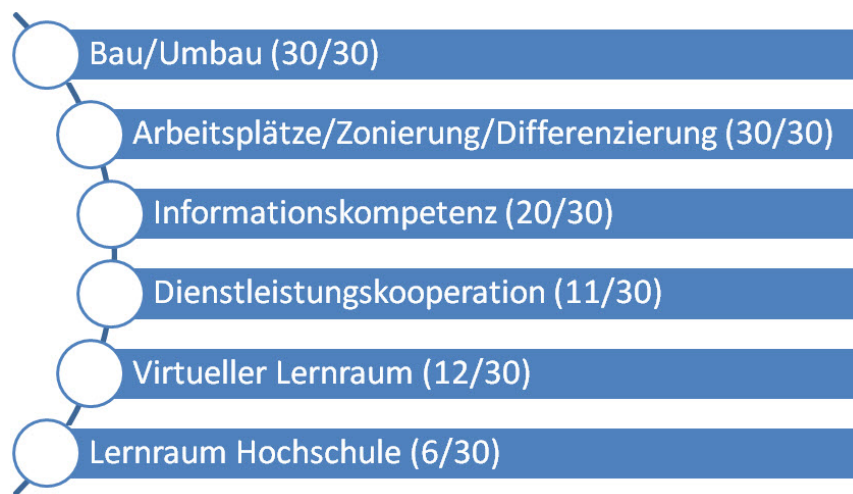 Bau/Umbau (30/30)
Arbeitsplätze/Zonierung/Differenzierung (30/30)
Informationskompetenz (20/30)
Dienstleistungskooperation (11/30)
Virtueller Lernraum (12/30)
Lernraum Hochschule (6/30)